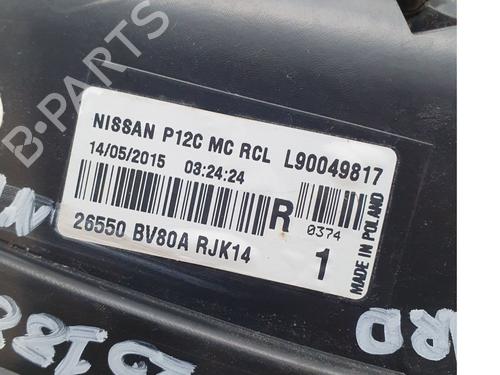 B-PARTS
NISSAN P12C MC RCL L90049817
14/05/2015 03:24:24
R
0374
26550 BV80A RJK14
1
MADE IN POLAND